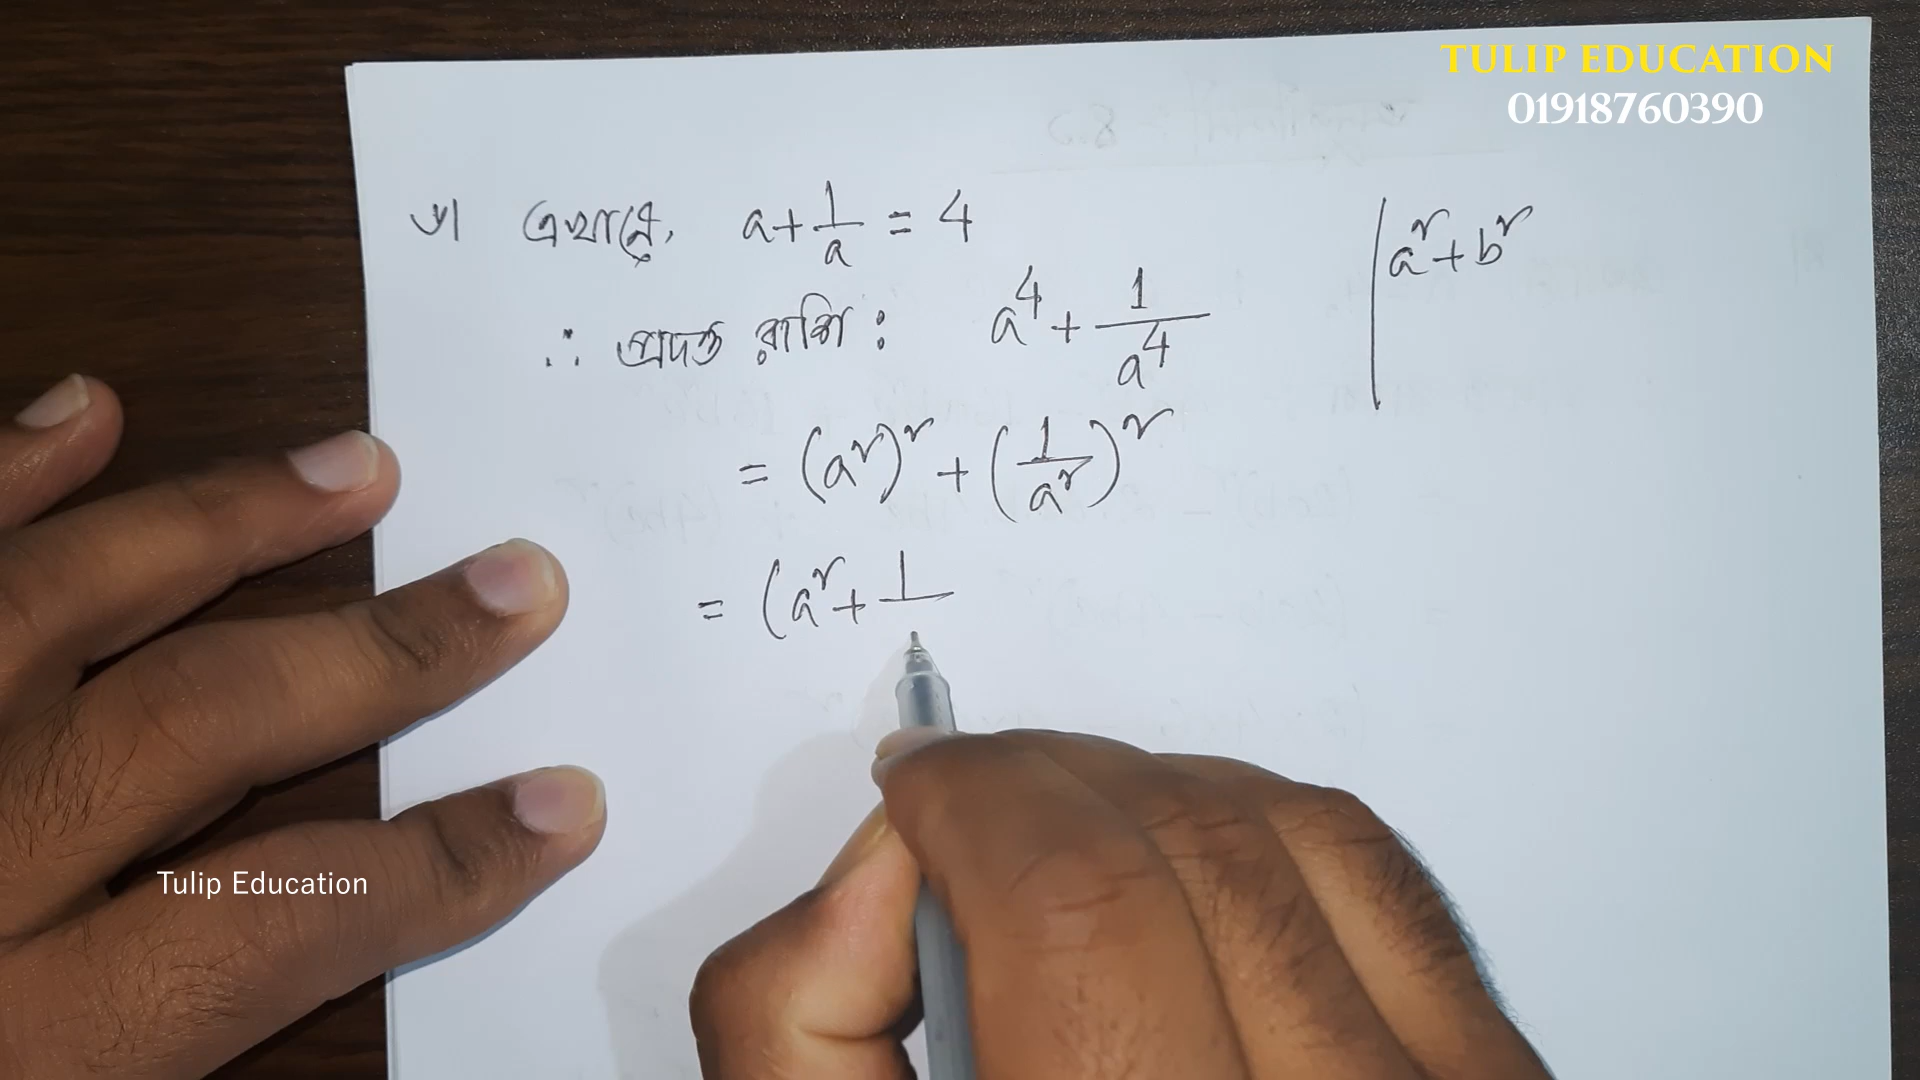 TULIP EDUCATION
01918760390
৩। এখানে, a + 1/a = 4
a² + b²
∴ প্রদত্ত রাশি : a⁴ + 1/a⁴
= (a²)² + (1/a²)²
= (a² + 1
Tulip Education